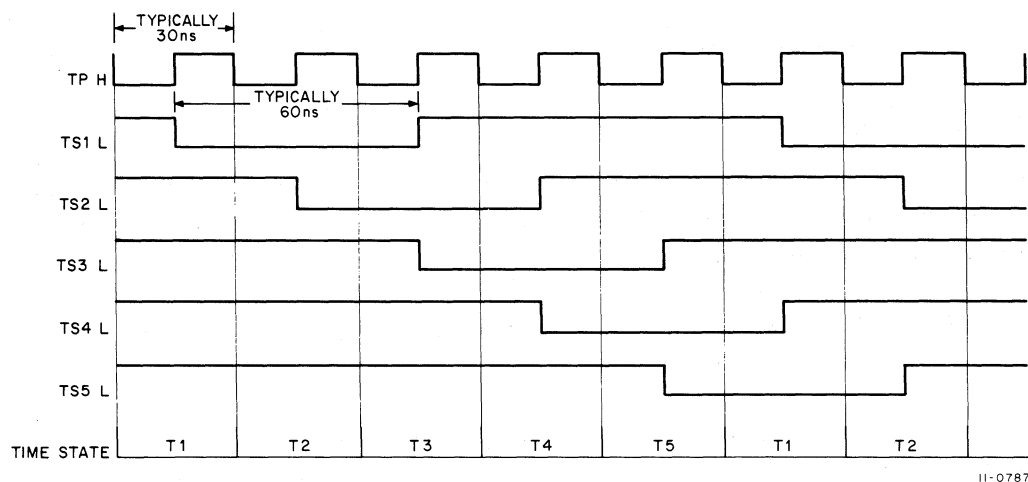 TYPICALLY
30ns
TP H
TYPICALLY
60ns
TS1 L
TS2 L
TS3 L
TS4 L
TS5 L
TIME STATE T1 T2 T3 T4 T5 T1 T2
11-0787